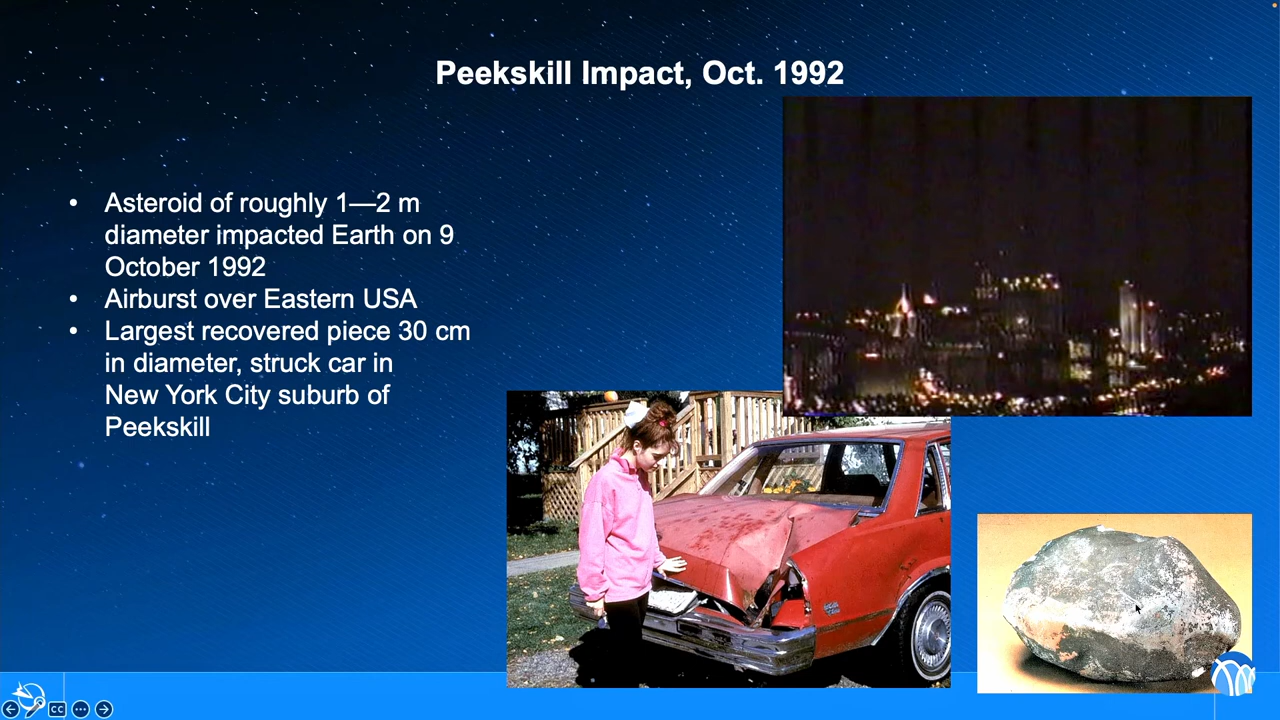 Peekskill Impact, Oct. 1992
• Asteroid of roughly 1—2 m
diameter impacted Earth on 9
October 1992
• Airburst over Eastern USA
• Largest recovered piece 30 cm
in diameter, struck car in
New York City suburb of
Peekskill
CC